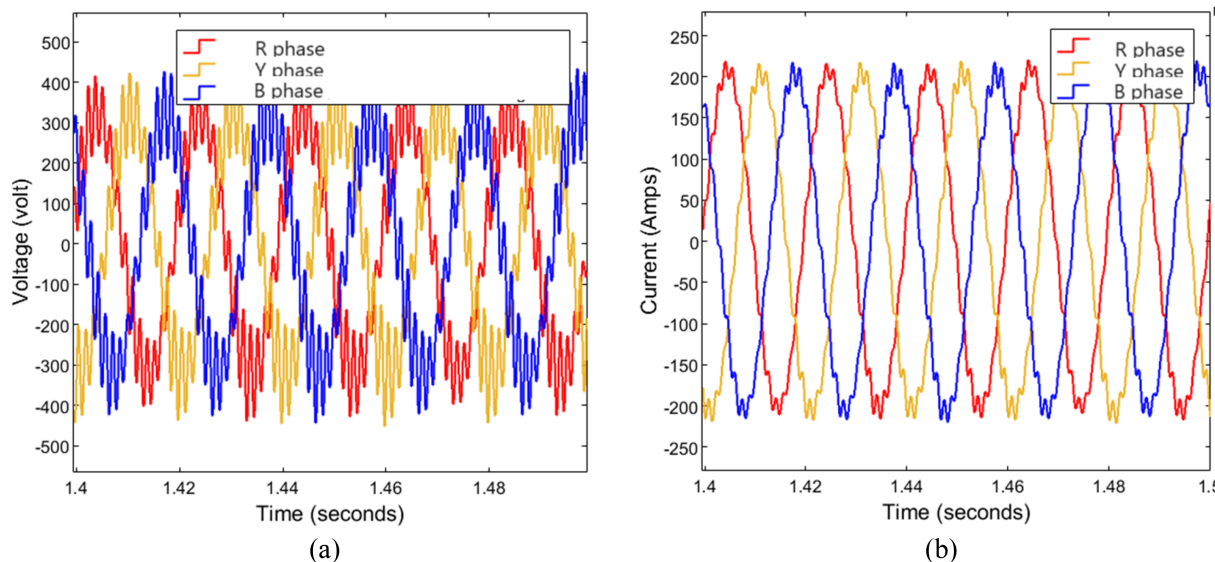 R phase
Y phase
B phase
Voltage (volt)
500
400
300
200
100
0
-100
-200
-300
-400
-500
1.4
1.42
1.44
1.46
1.48
Time (seconds)
(a)
R phase
Y phase
B phase
Current (Amps)
250
200
150
100
50
0
-50
-100
-150
-200
-250
1.4
1.42
1.44
1.46
1.48
Time (seconds)
(b)